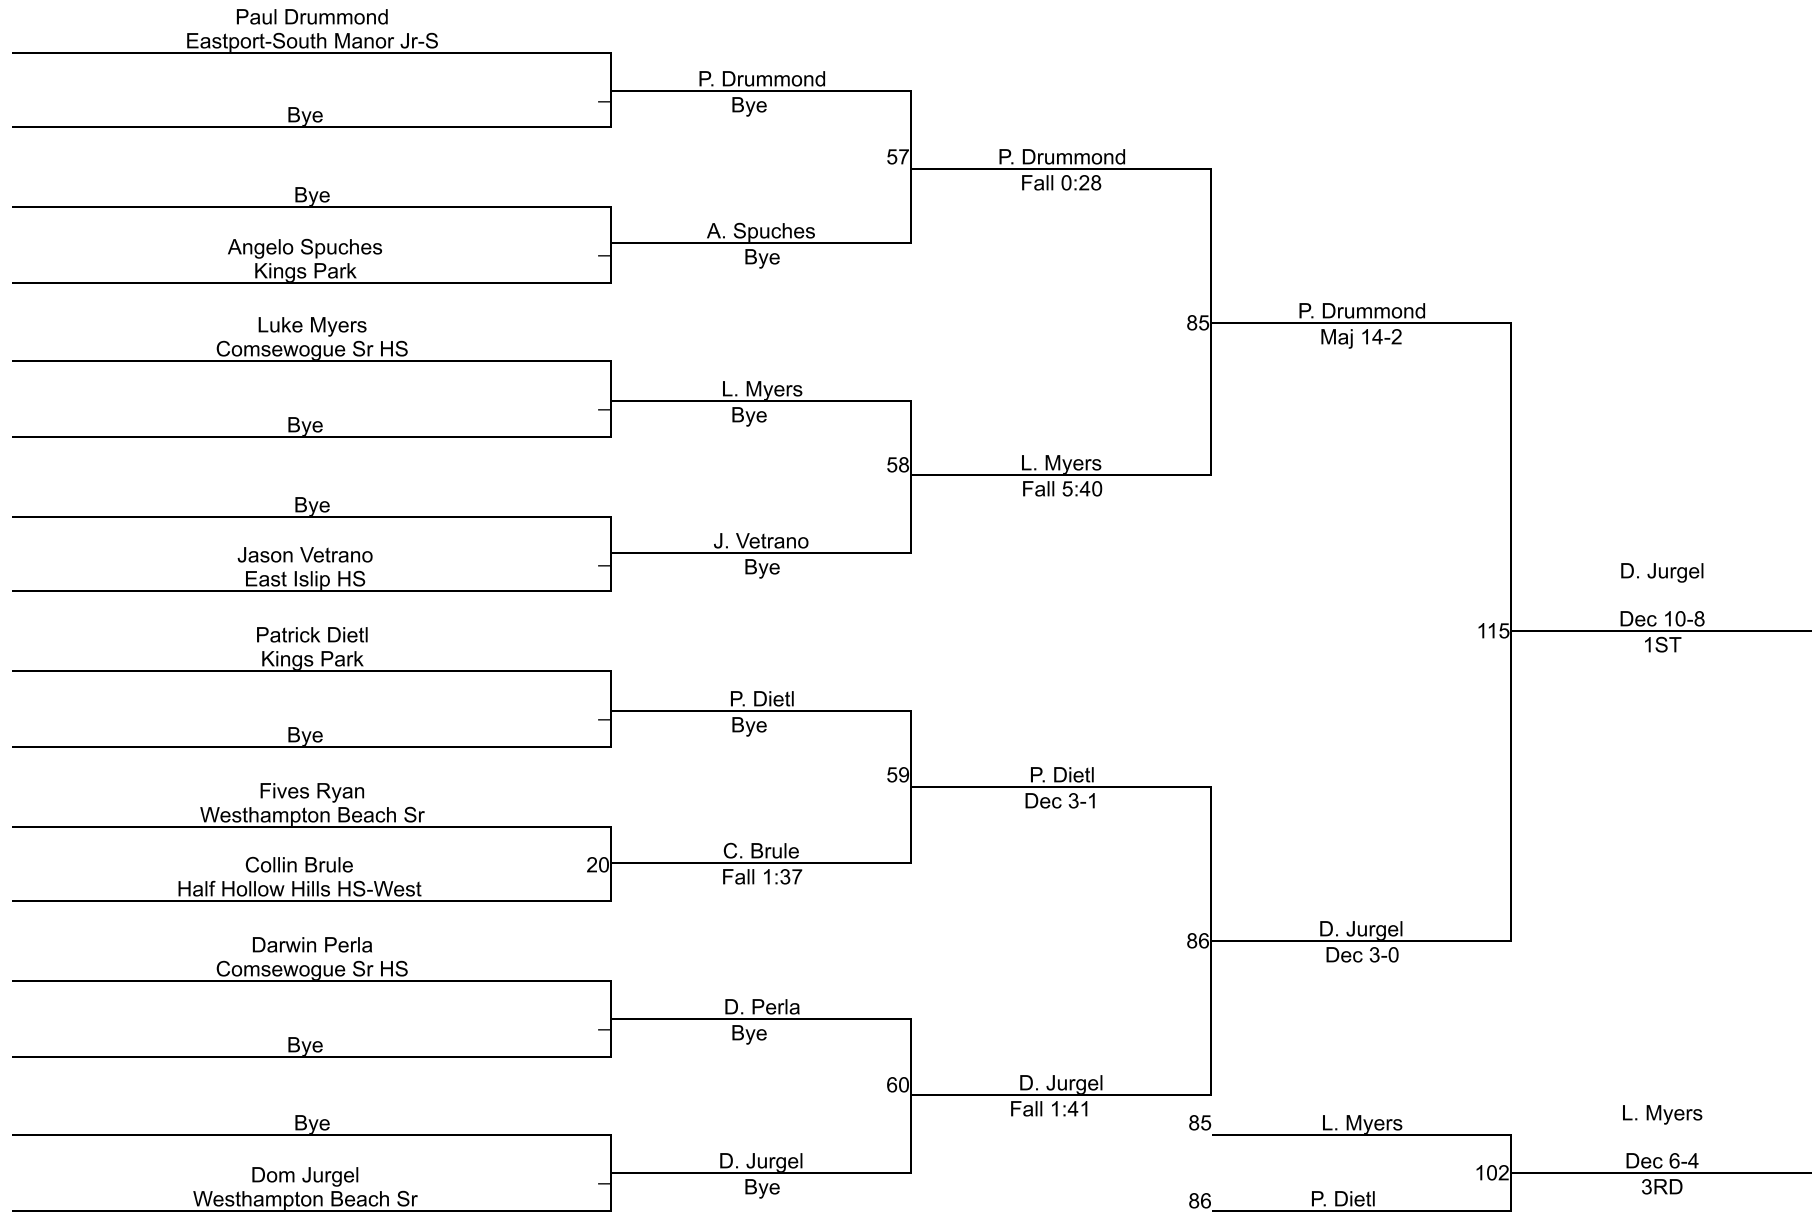 Paul Drummond
Eastport-South Manor Jr-S
Bye
P. Drummond
Bye
Bye
Angelo Spuches
Kings Park
A. Spuches
Bye
57
P. Drummond
Fall 0:28
Luke Myers
Comsewogue Sr HS
Bye
L. Myers
Bye
Bye
Jason Vetrano
East Islip HS
J. Vetrano
Bye
58
L. Myers
Fall 5:40
85
P. Drummond
Maj 14-2
Patrick Dietl
Kings Park
Bye
P. Dietl
Bye
Fives Ryan
Westhampton Beach Sr
Collin Brule
Half Hollow Hills HS-West
20
C. Brule
Fall 1:37
59
P. Dietl
Dec 3-1
Darwin Perla
Comsewogue Sr HS
Bye
D. Perla
Bye
Bye
Dom Jurgel
Westhampton Beach Sr
D. Jurgel
Bye
60
D. Jurgel
Fall 1:41
86
D. Jurgel
Dec 3-0
115
D. Jurgel
Dec 10-8
1ST
85
L. Myers
86
P. Dietl
102
L. Myers
Dec 6-4
3RD